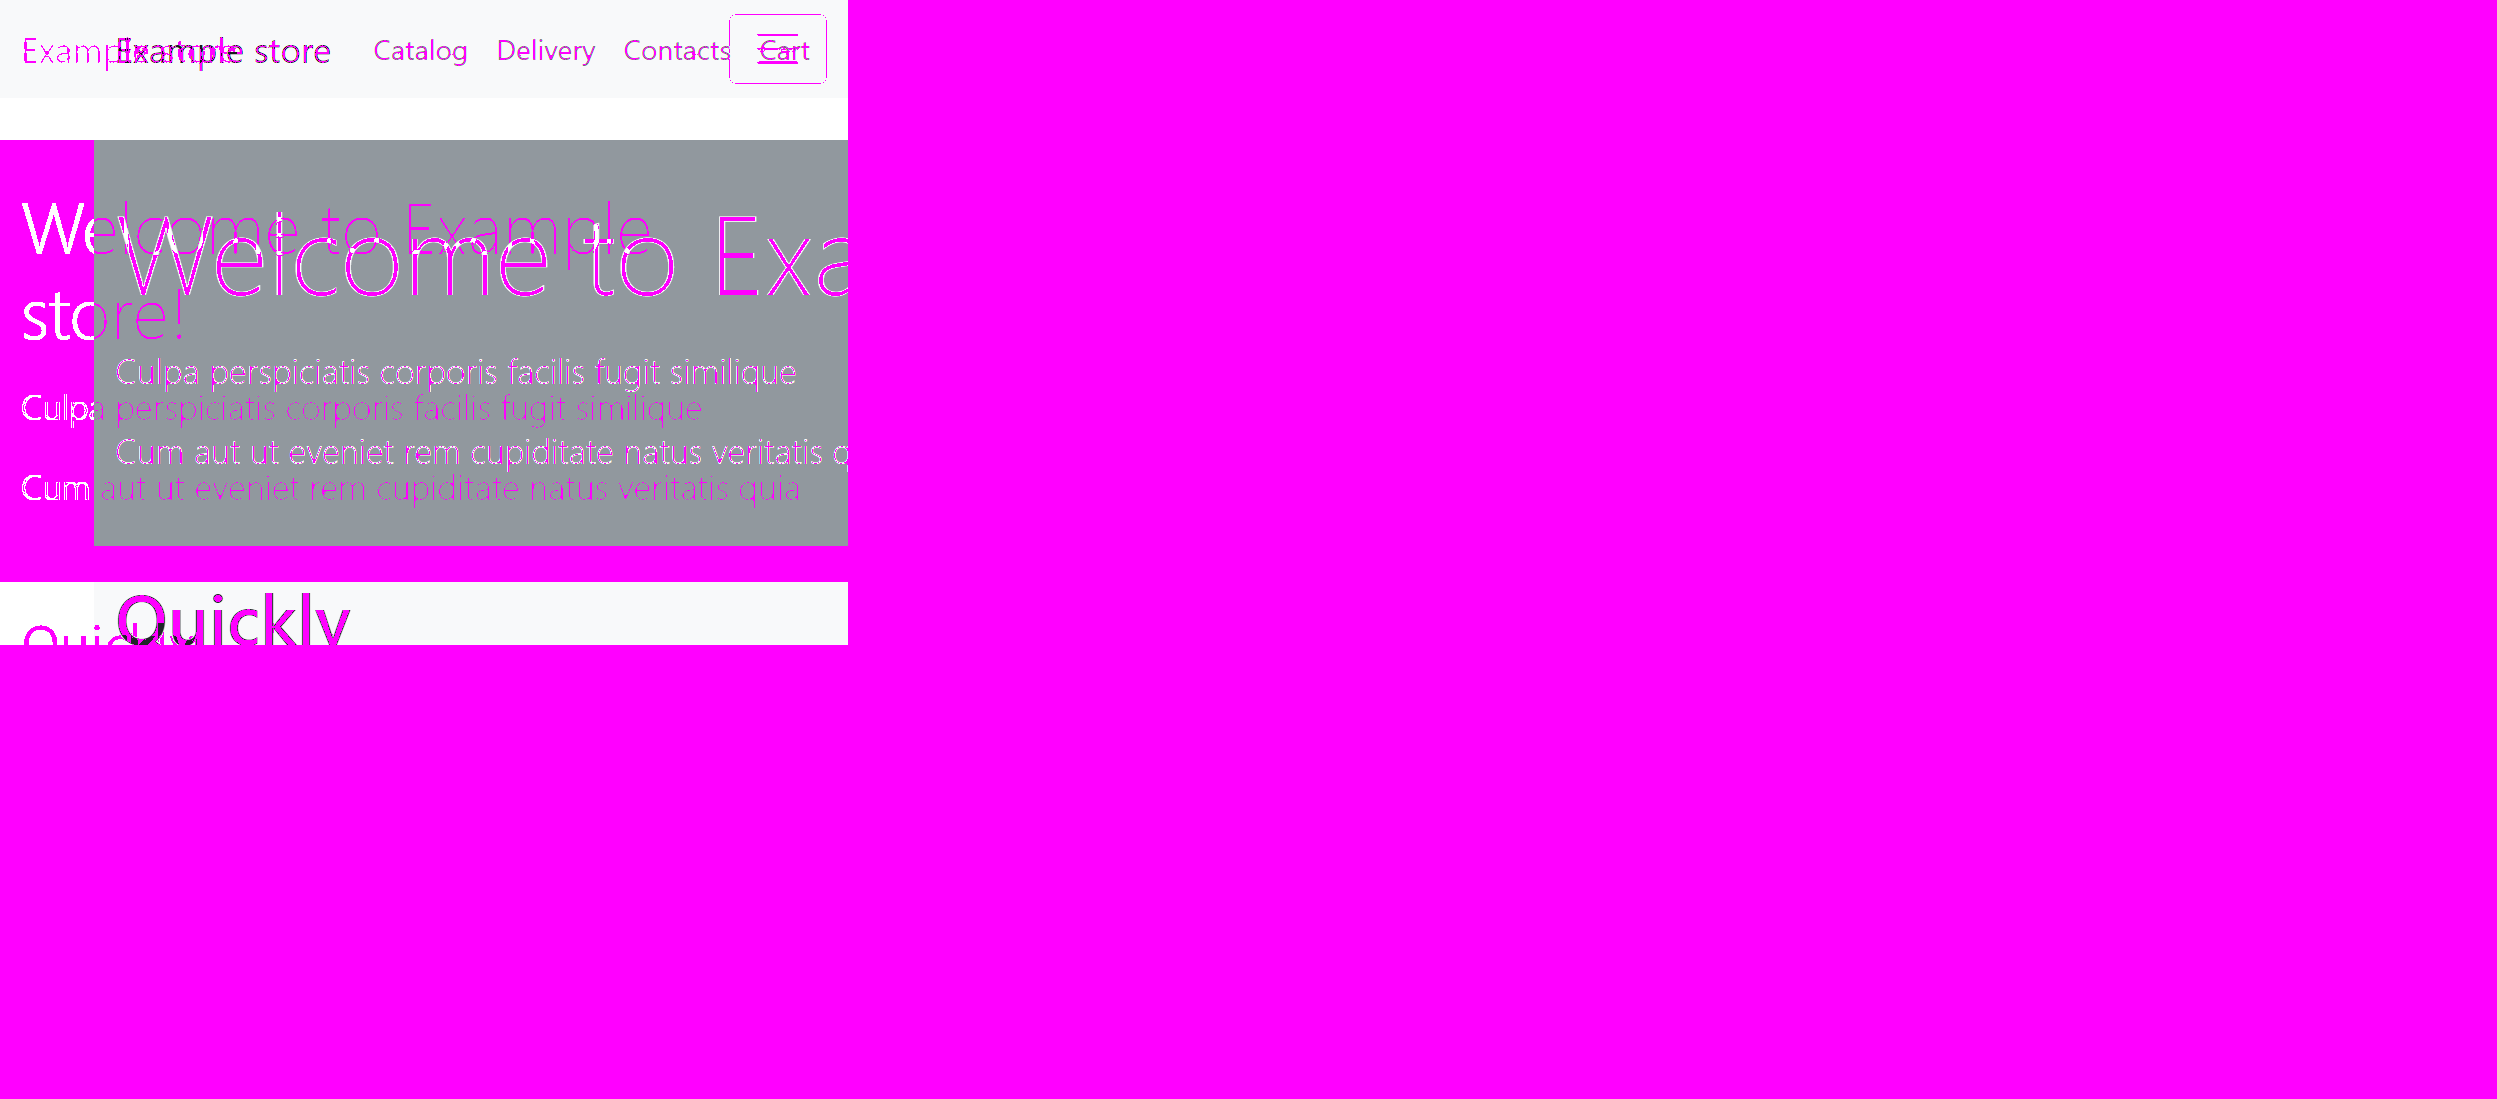 Example store
Example store Catalog Delivery Contacts Cart
Welcome to Example
store!
Welcome to Exa
Culpa perspiciatis corporis facilis fugit similique
Culpa perspiciatis corporis facilis fugit similique
Cum aut ut eveniet rem cupiditate natus veritatis q
Cum aut ut eveniet rem cupiditate natus veritatis quia
Quickly
Quickly